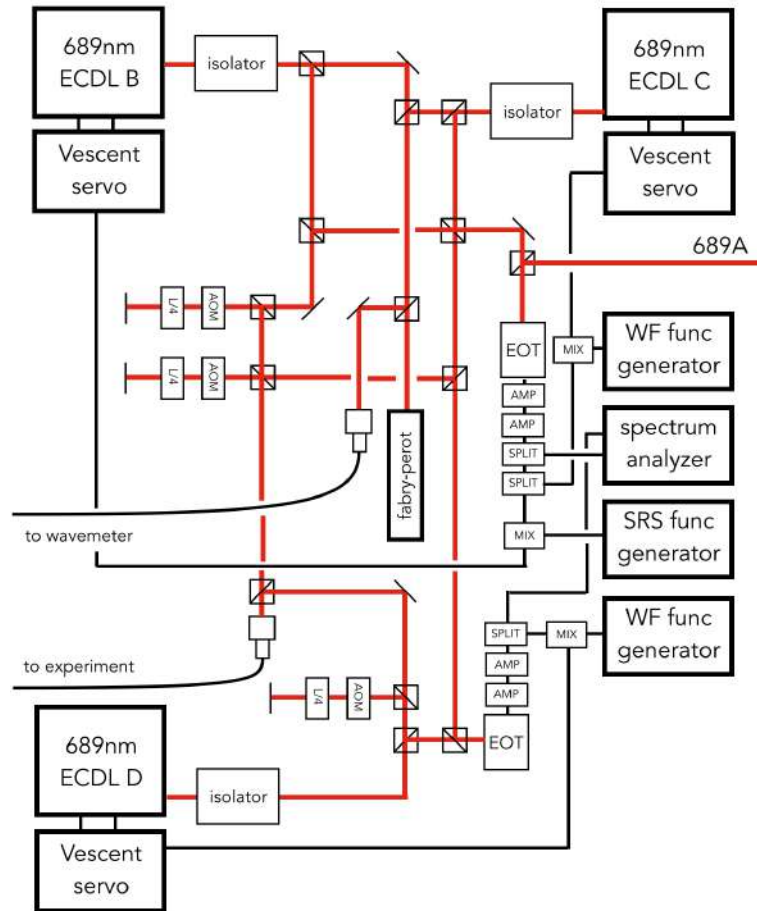 689nm
ECDL B
isolator
689nm
ECDL C
isolator
Vescent
servo
Vescent
servo
689A
L/4
AOM
EOT
MIX
WF func
generator
L/4
AOM
AMP
AMP
spectrum
analyzer
SPLIT
SPLIT
fabry-perot
to wavemeter
MIX
SRS func
generator
SPLIT
MIX
WF func
generator
to experiment
AMP
L/4
AOM
AMP
689nm
ECDL D
EOT
isolator
Vescent
servo